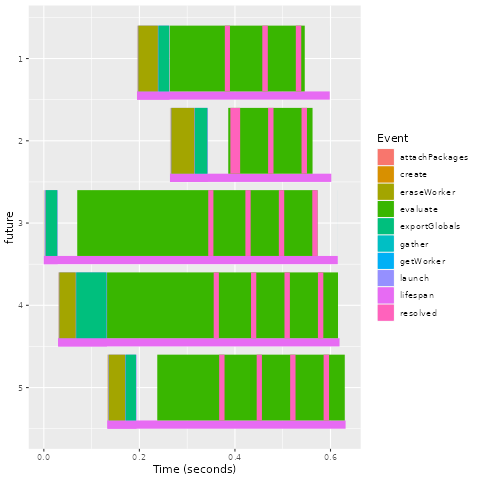 Event
attachPackages
create
eraseWorker
evaluate
exportGlobals
gather
getWorker
launch
lifespan
resolved
future
1
2
3
4
5
0.0
0.2
0.4
0.6
Time (seconds)